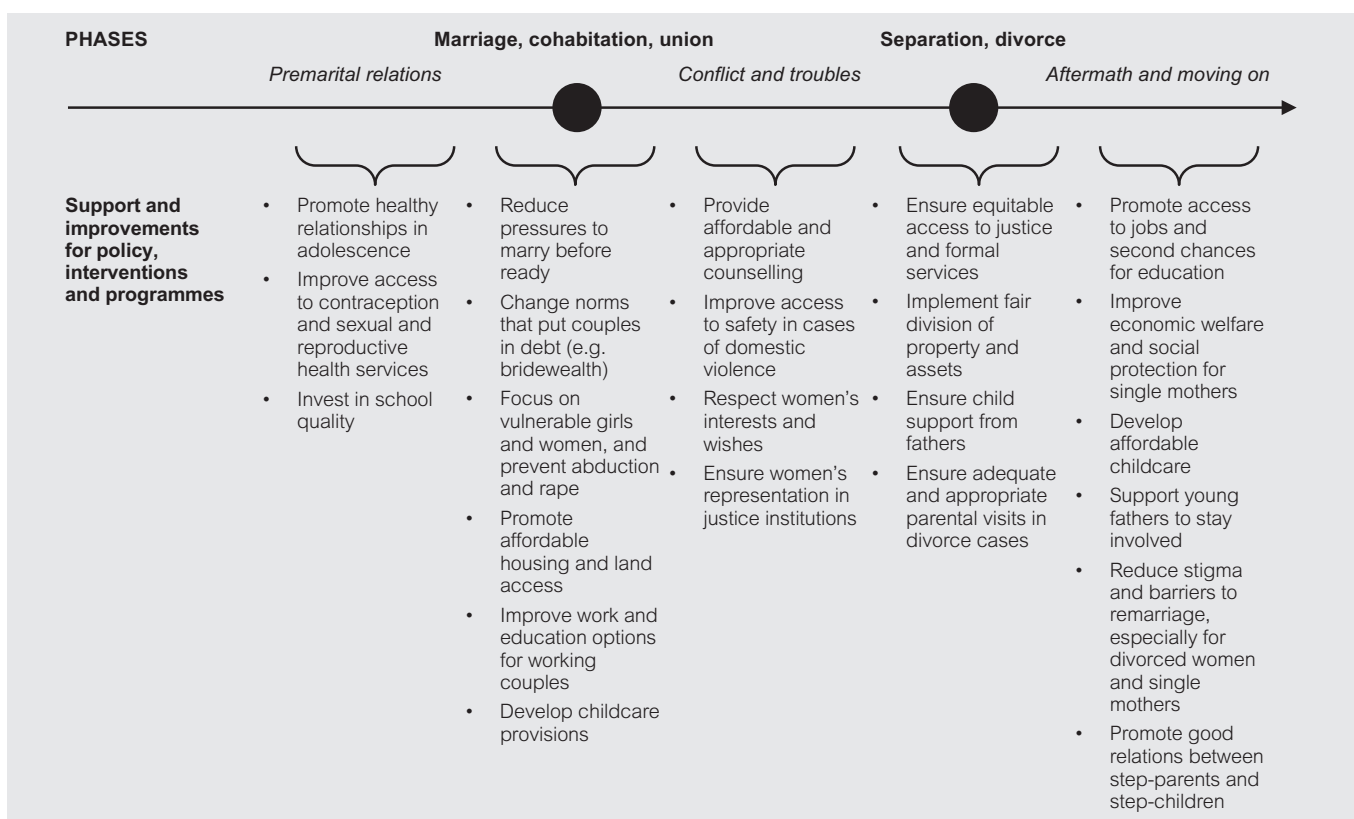 PHASES
Marriage, cohabitation, union
Separation, divorce
Premarital relations
Conflict and troubles
Aftermath and moving on
Support and
improvements
for policy,
interventions
and programmes
• Promote healthy
relationships in
adolescence
• Improve access
to contraception
and sexual and
reproductive
health services
• Invest in school
quality
• Reduce
pressures to
marry before
ready
• Change norms
that put couples
in debt (e.g.
bridewealth)
• Focus on
vulnerable girls
and women, and
prevent abduction
and rape
• Promote
affordable
housing and land
access
• Improve work and
education options
for working
couples
• Develop childcare
provisions
• Provide
affordable and
appropriate
counselling
• Improve access
to safety in cases
of domestic
violence
• Respect women's
interests and
wishes
• Ensure women's
representation in
justice institutions
• Ensure equitable
access to justice
and formal
services
• Implement fair
division of
property and
assets
• Ensure child
support from
fathers
• Ensure adequate
and appropriate
parental visits in
divorce cases
• Promote access
to jobs and
second chances
for education
• Improve
economic welfare
and social
protection for
single mothers
• Develop
affordable
childcare
• Support young
fathers to stay
involved
• Reduce stigma
and barriers to
remarriage,
especially for
divorced women
and single
mothers
• Promote good
relations between
step-parents and
step-children